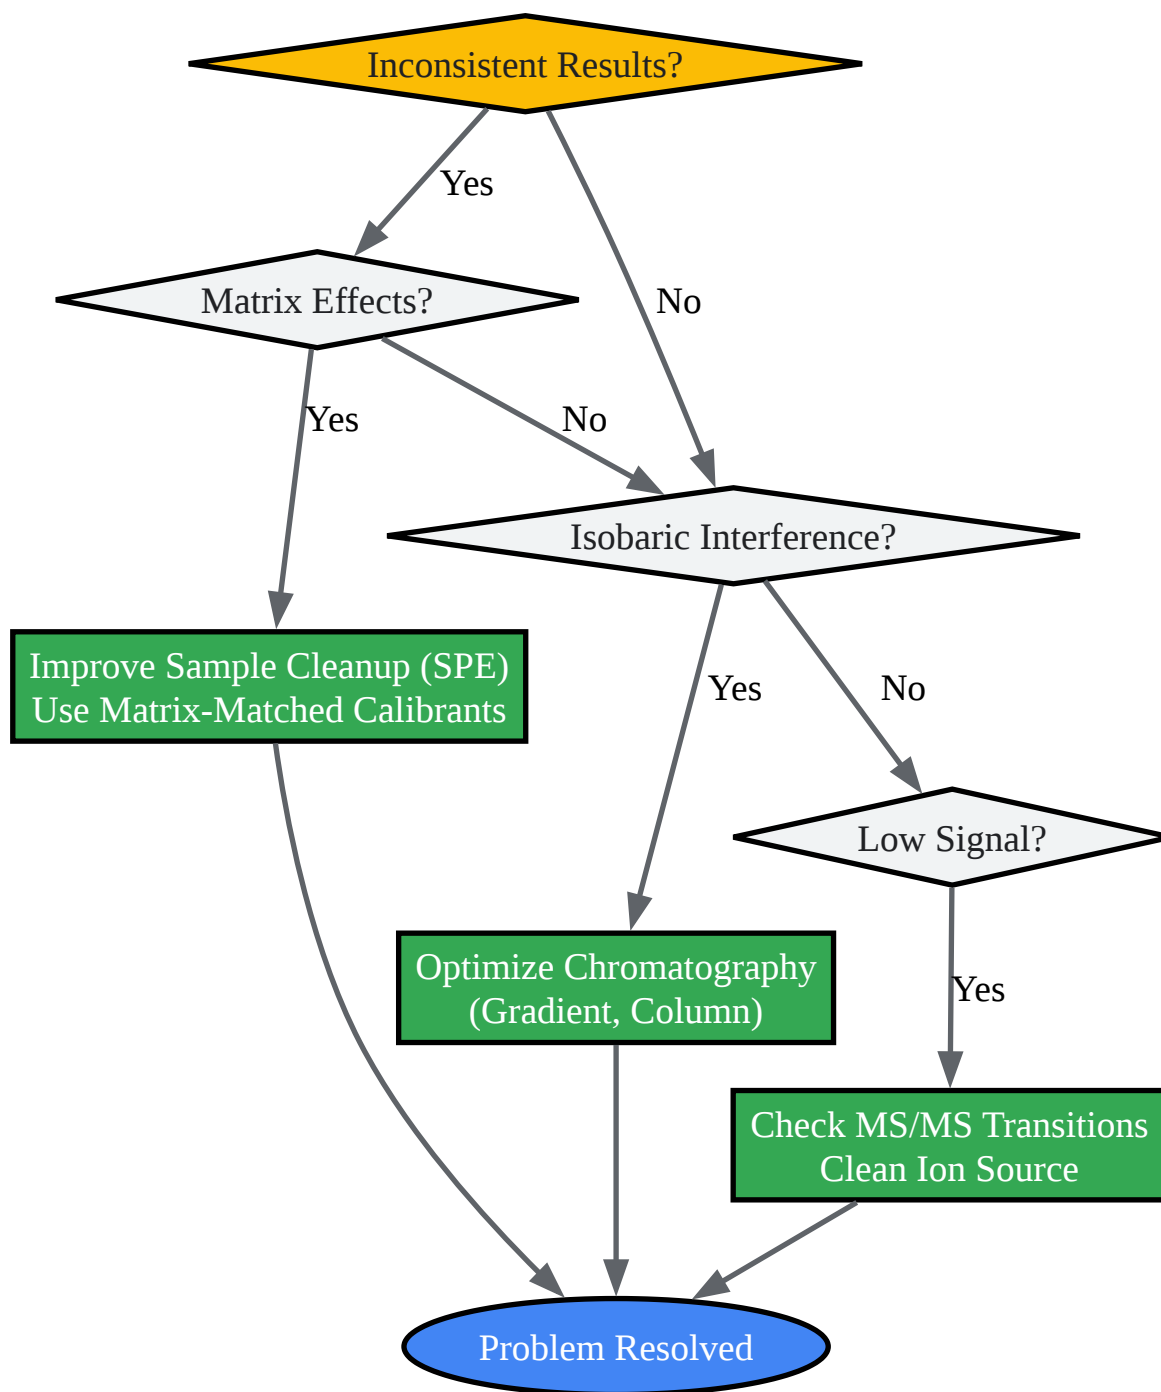 Inconsistent Results?
Yes
Matrix Effects?
No
Yes
No
Isobaric Interference?
Improve Sample Cleanup (SPE)
Use Matrix-Matched Calibrants
Yes
No
Low Signal?
Optimize Chromatography
(Gradient, Column)
Yes
Check MS/MS Transitions
Clean Ion Source
Problem Resolved